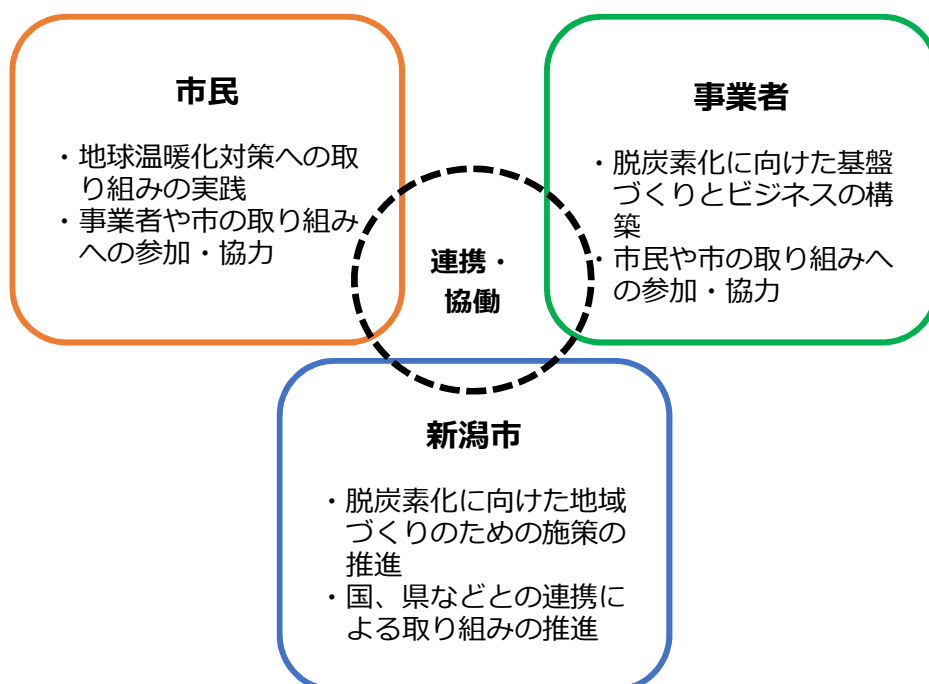 市民
・地球温暖化対策への取
り組みの実践
・事業者や市の取り組み
への参加・協力
事業者
・脱炭素化に向けた基盤
づくりとビジネスの構
築
・市民や市の取り組みへ
の参加・協力
連携・
協働
新潟市
・脱炭素化に向けた地域
づくりのための施策の
推進
・国、県などとの連携に
よる取り組みの推進